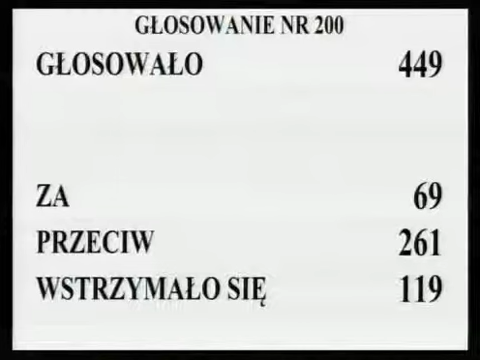 GŁOSOWANIE NR 200
GŁOSOWAŁO 449
ZA 69
PRZECIW 261
WSTRZYMAŁO SIĘ 119